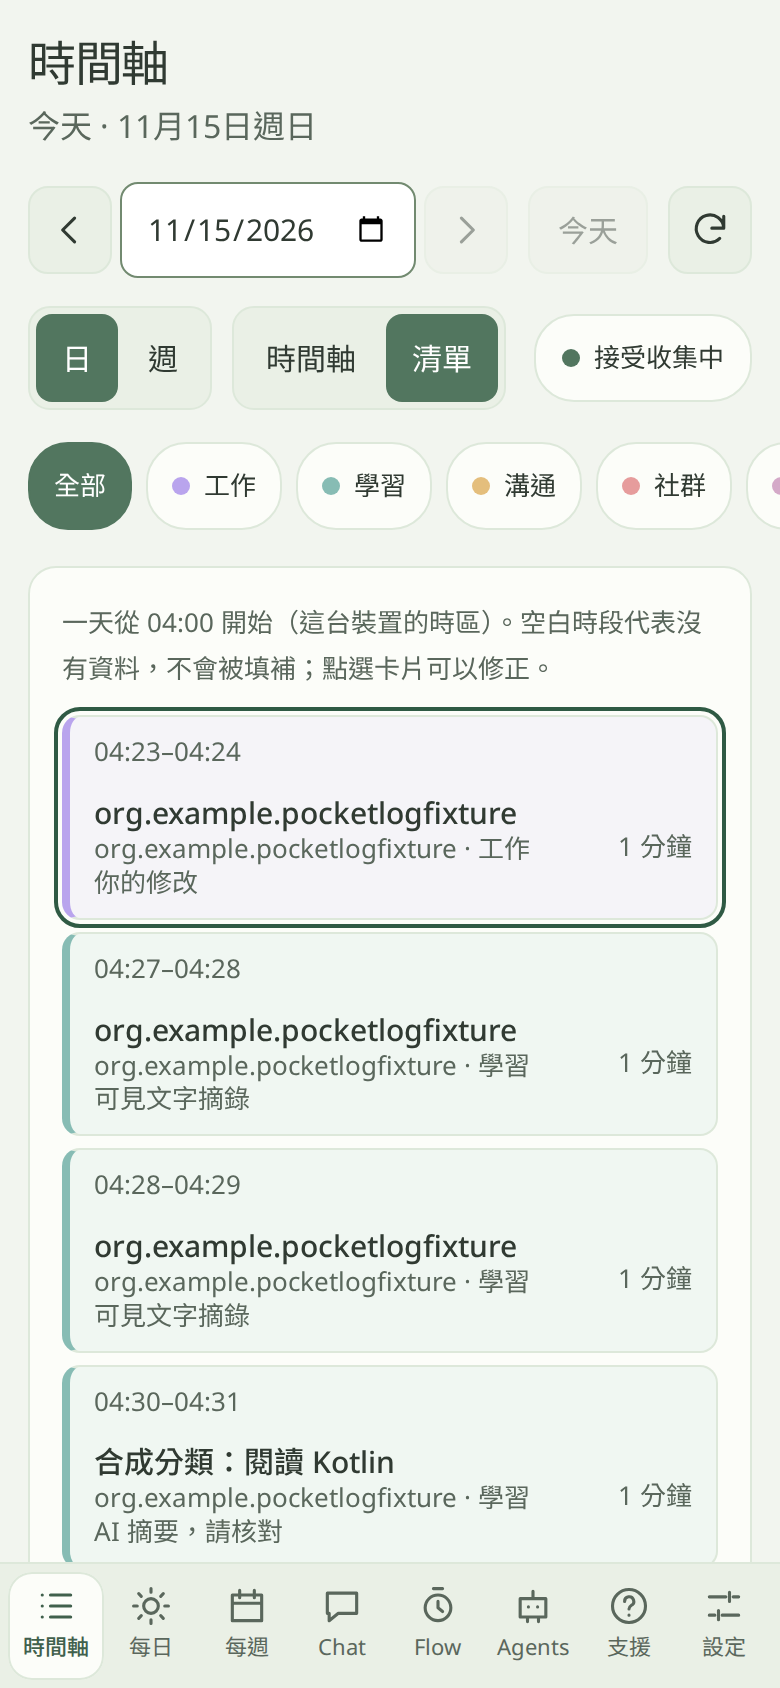 時間軸
今天 · 11月15日週日
11/15/2026
今天
日
週
時間軸
清單
接受收集中
全部
工作
學習
溝通
社群
一天從 04:00 開始（這台裝置的時區）。空白時段代表沒
有資料，不會被填補；點選卡片可以修正。
04:23–04:24
org.example.pocketlogfixture
org.example.pocketlogfixture · 工作
你的修改
1 分鐘
04:27–04:28
org.example.pocketlogfixture
org.example.pocketlogfixture · 學習
可見文字摘錄
1 分鐘
04:28–04:29
org.example.pocketlogfixture
org.example.pocketlogfixture · 學習
可見文字摘錄
1 分鐘
04:30–04:31
合成分類：閱讀 Kotlin
org.example.pocketlogfixture · 學習
AI 摘要，請核對
1 分鐘
時間軸
每日
每週
Chat
Flow
Agents
支援
設定